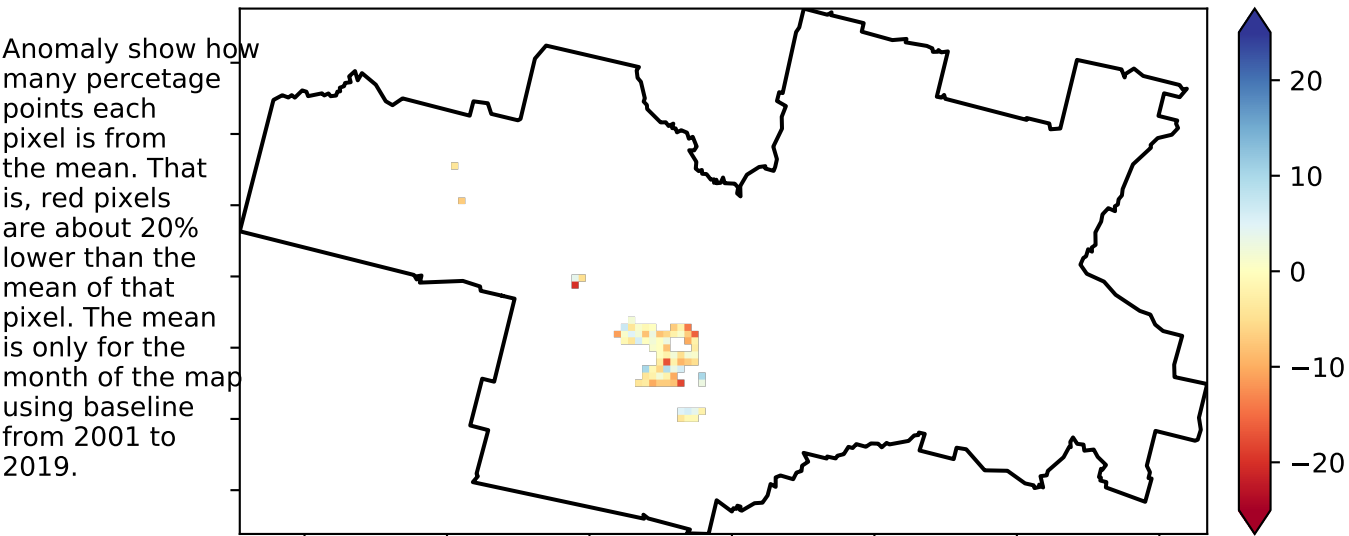 Anomaly show how
many percetage
points each
pixel is from
the mean. That
is, red pixels
are about 20%
lower than the
mean of that
pixel. The mean
is only for the
month of the map
using baseline
from 2001 to
2019.
20
10
0
−10
−20